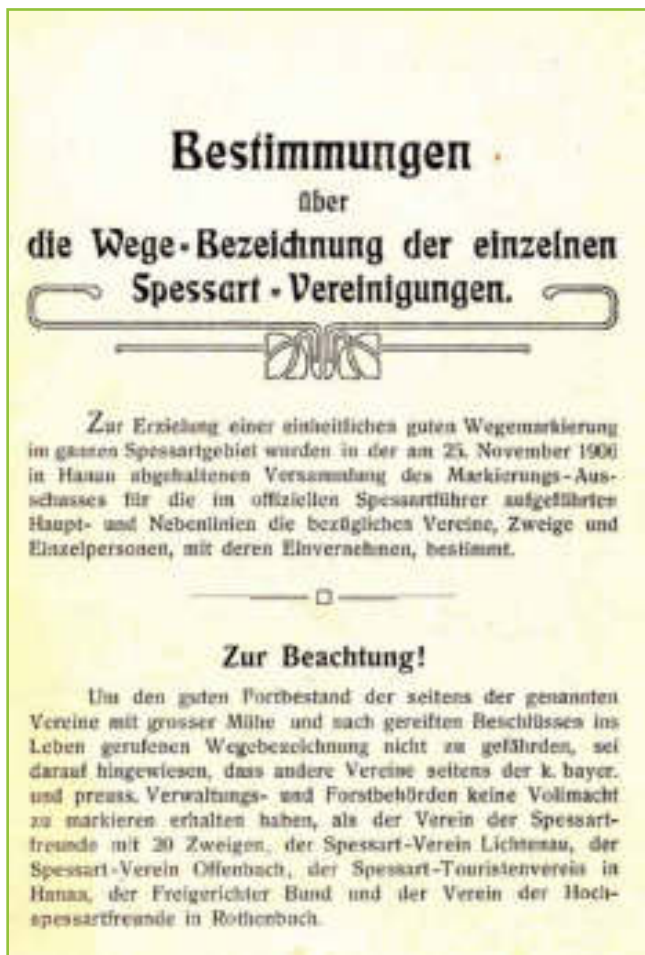 Bestimmungen
über
die Wege-Bezeichnung der einzelnen
Spessart-Vereinigungen.
Zur Erzielung einer einheitlichen guten Wegemarkierung
im ganzen Spessartgebiet wurden in der am 25. November 1906
in Hanau abgehaltenen Versammlung des Markierungs-Aus-
schusses für die im offiziellen Spessartführer aufgeführten
Haupt- und Nebenlinien die bezüglichen Vereine, Zweige und
Einzelpersonen, mit deren Einvernehmen, bestimmt.
Zur Beachtung!
Um den guten Fortbestand der seitens der genannten
Vereine mit grosser Mühe und nach gereiften Beschlüssen ins
Leben gerufenen Wegebezeichnung nicht zu gefährden, sei
darauf hingewiesen, dass andere Vereine seitens der k. bayer.
und preuss. Verwaltungs- und Forstbehörden keine Vollmacht
zu markieren erhalten haben, als der Verein der Spessart-
freunde mit 20 Zweigen, der Spessart-Verein Lichtenau, der
Spessart-Verein Offenbach, der Spessart-Touristenverein in
Hanau, der Freigerichter Bund und der Verein der Hoch-
spessartfreunde in Rothenbuch.